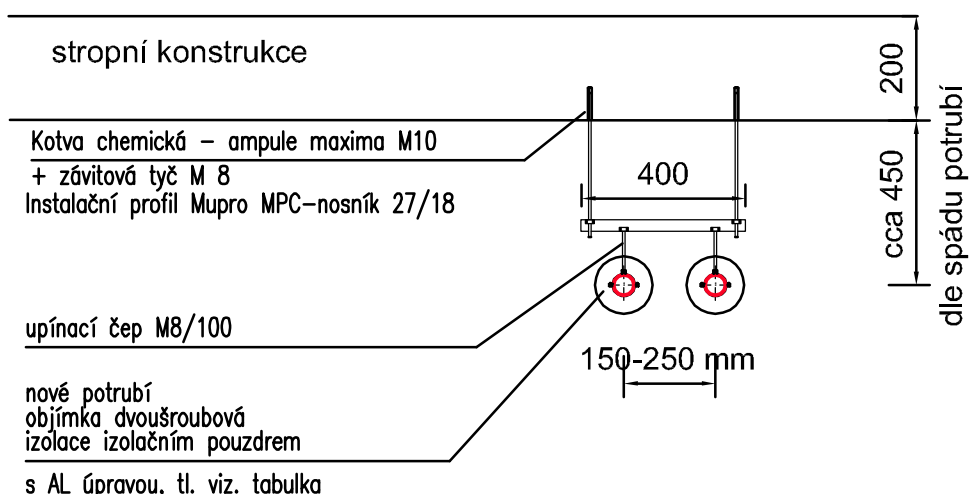 stropní konstrukce
200
Kotva chemická – ampule maxima M10
+ závitová tyč M 8
Instalační profil Mupro MPC–nosník 27/18
400
cca 450
dle spádu potrubí
upínací čep M8/100
150-250 mm
nové potrubí
objímka dvoušroubová
izolace izolačním pouzdrem
s AL úpravou, tl. viz. tabulka